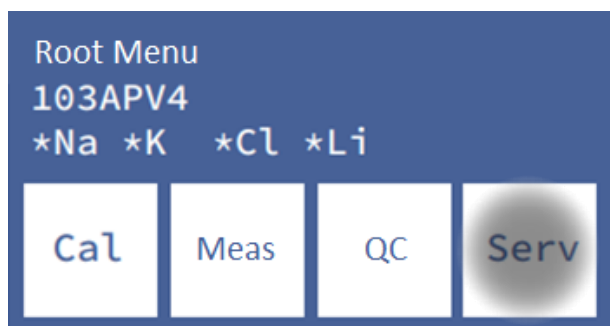 Root Menu
103APV4
*Na *K *Cl *Li
Cal Meas QC Serv